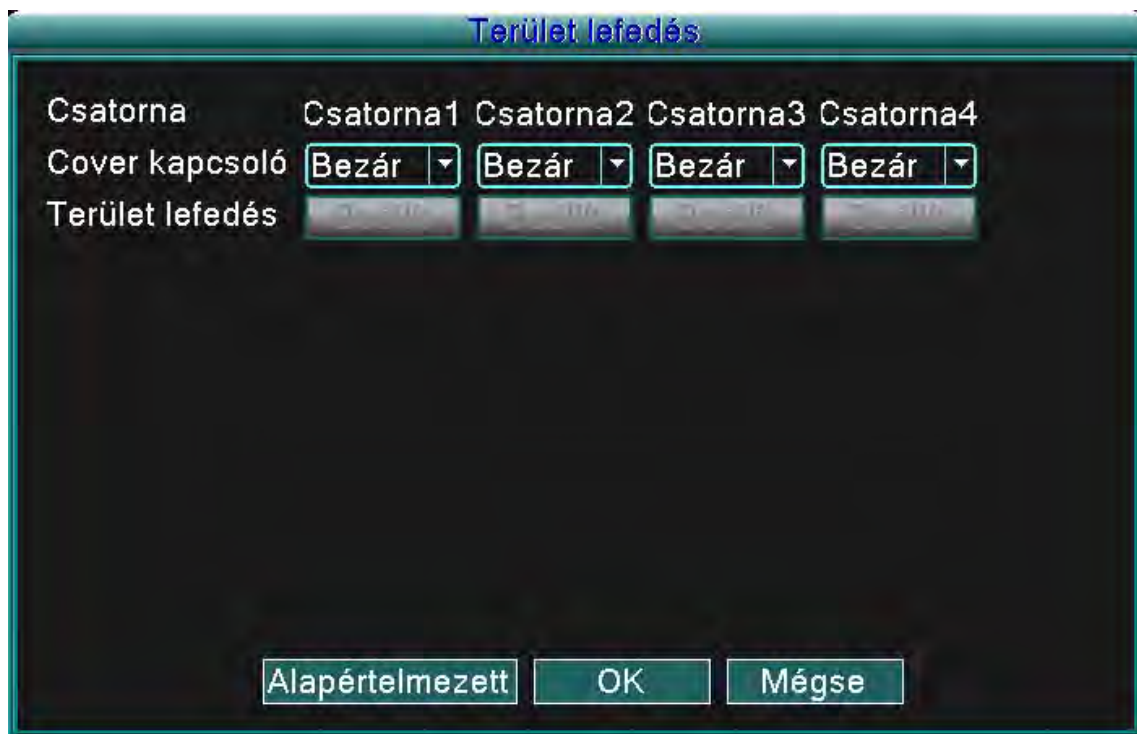 Terület lefedés
Csatorna Csatorna1 Csatorna2 Csatorna3 Csatorna4
Cover kapcsoló Bezár Bezár Bezár Bezár
Terület lefedés
Alapértelmezett OK Mégse